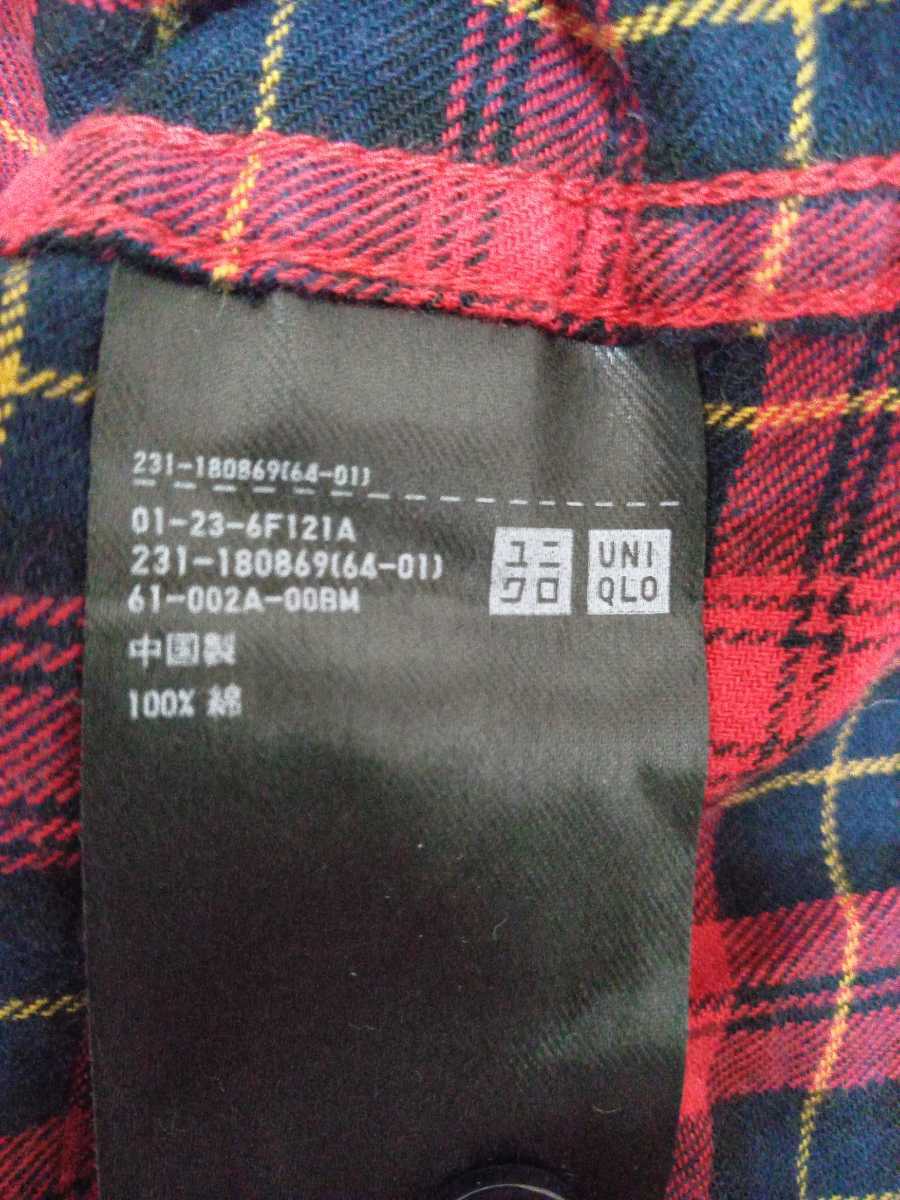 231-180869(64-01)
01-23-6F121A
231-180869(64-01)
61-002A-00BM
中国製
100% 綿
ユニ
クロ
UNI
QLO